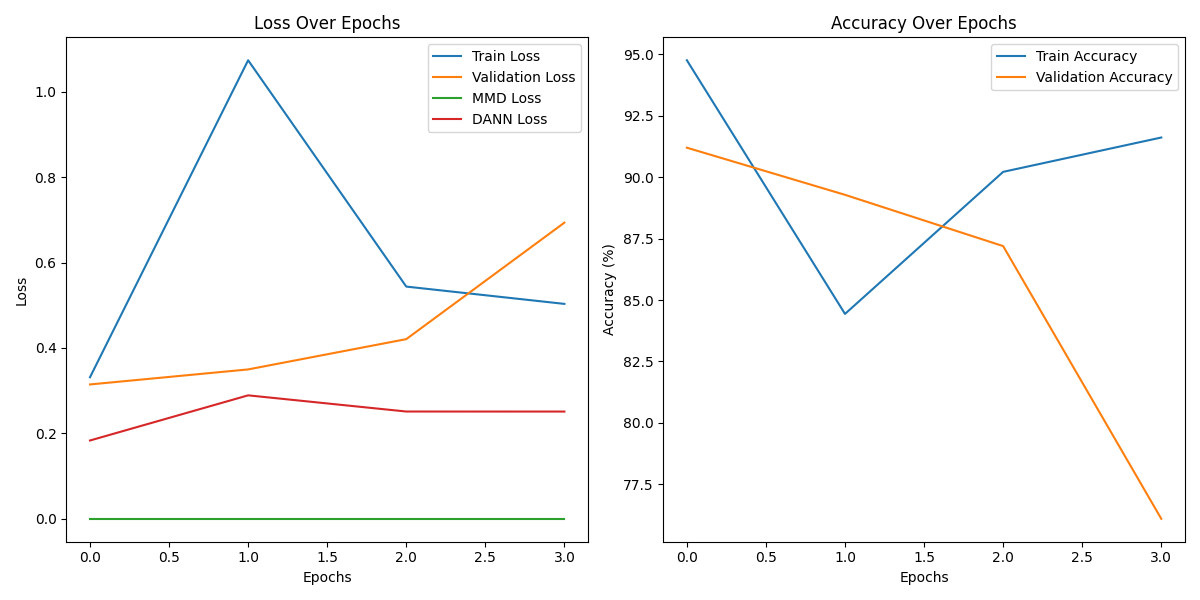 Loss Over Epochs
Train Loss
Validation Loss
MMD Loss
DANN Loss
1.0
0.8
0.6
0.4
0.2
0.0
Loss
0.0 0.5 1.0 1.5 2.0 2.5 3.0
Epochs
Accuracy Over Epochs
Train Accuracy
Validation Accuracy
95.0
92.5
90.0
87.5
85.0
82.5
80.0
77.5
Accuracy (%)
0.0 0.5 1.0 1.5 2.0 2.5 3.0
Epochs